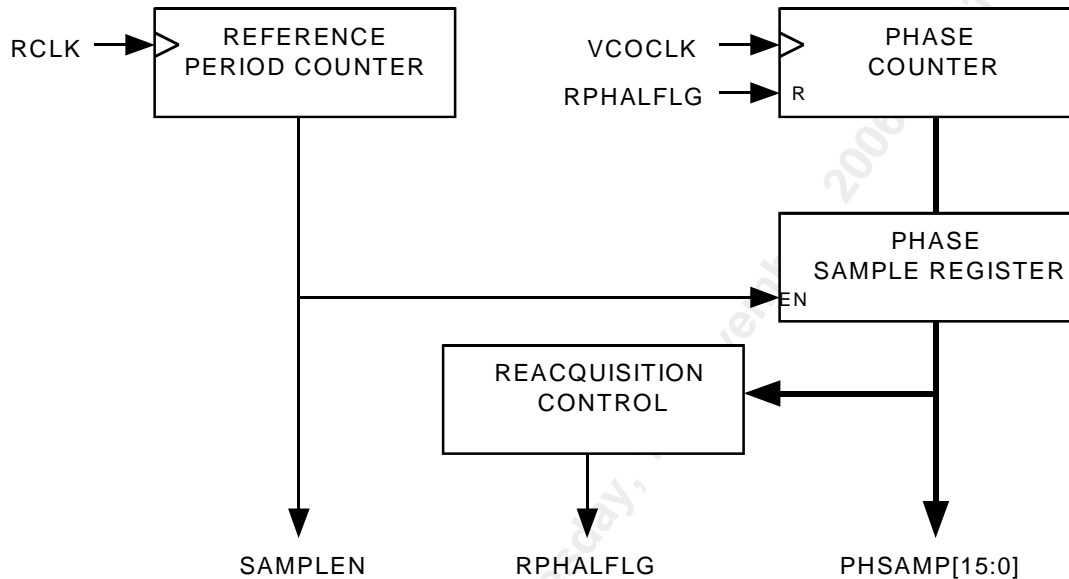 RCLK
REFERENCE
PERIOD COUNTER
VCOCLK
RPHALFLG
R
PHASE
COUNTER
PHASE
SAMPLE REGISTER
EN
REACQUISITION
CONTROL
SAMPLEN
RPHALFLG
PHSAMP[15:0]
2006